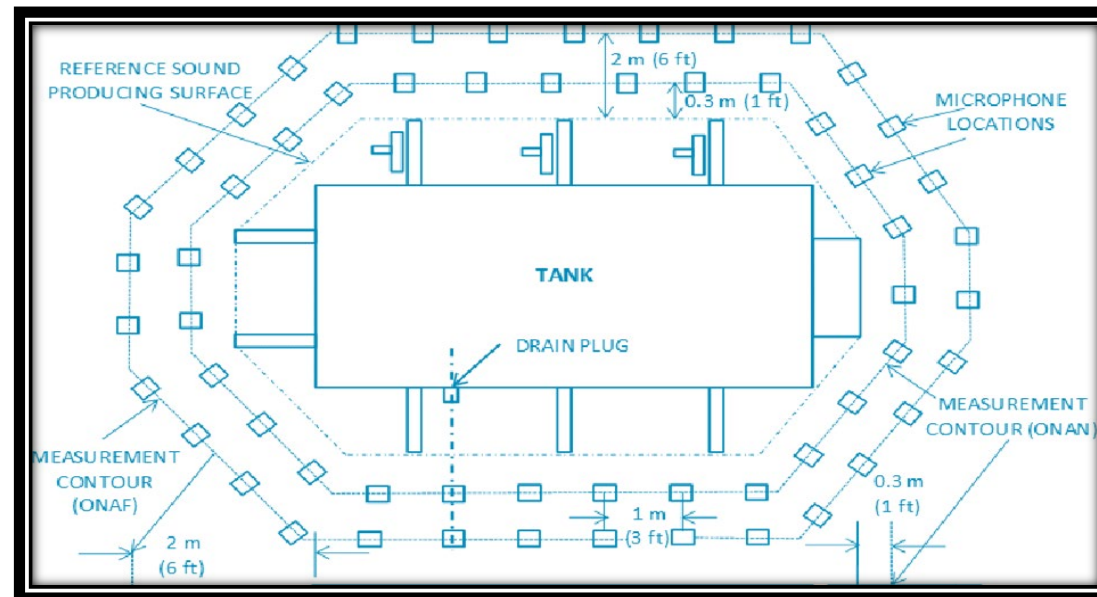 REFERENCE SOUND
PRODUCING SURFACE
2 m (6 ft)
0.3 m (1 ft)
MICROPHONE
LOCATIONS
TANK
DRAIN PLUG
MEASUREMENT
CONTOUR
(ONAF)
MEASUREMENT
CONTOUR (ONAN)
2 m
(6 ft)
1 m
(3 ft)
0.3 m
(1 ft)